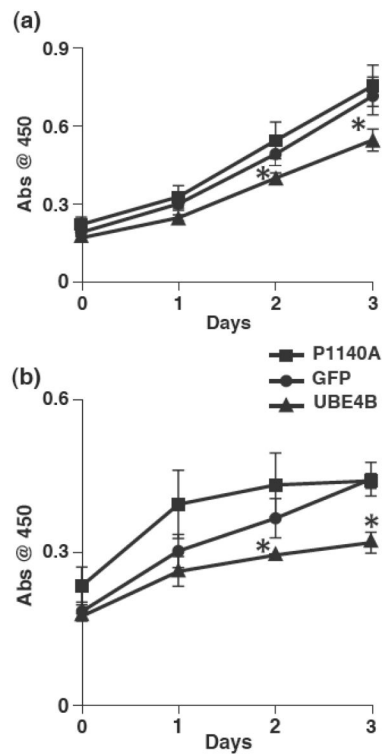 (a)
0.9
0.6
0.3
0
Abs @ 450
*
*
0 1 2 3
Days
P1140A
GFP
UBE4B
(b)
0.6
0.3
0
Abs @ 450
*
*
0 1 2 3
Days